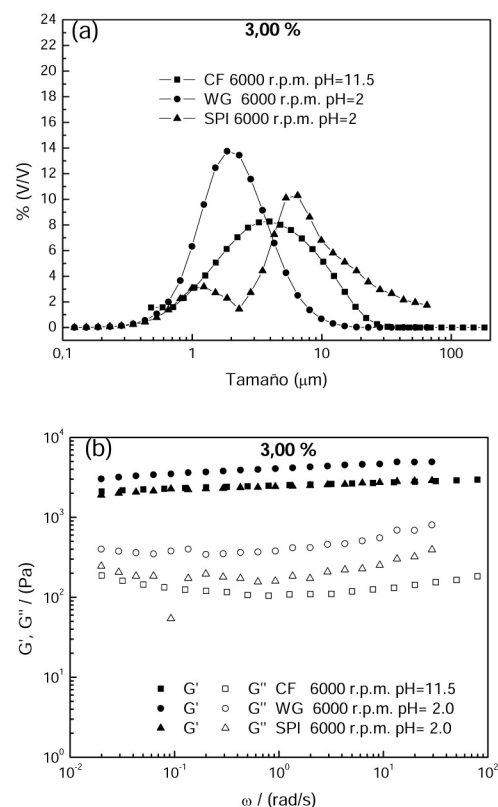 (a) 3,00 %
24
22
20
18
16
14
12
10
8
6
4
2
0
% (V/V)
CF 6000 r.p.m. pH=11.5
WG 6000 r.p.m. pH=2
SPI 6000 r.p.m. pH=2
0,1 1 10 100
Tamaño (μm)
(b) 3,00 %
10⁴
10³
10²
10¹
10⁰
G', G'' / (Pa)
G' G'' CF 6000 r.p.m. pH=11.5
G' G'' WG 6000 r.p.m. pH= 2.0
G' G'' SPI 6000 r.p.m. pH= 2.0
10⁻² 10⁻¹ 10⁰ 10¹ 10²
ω / (rad/s)